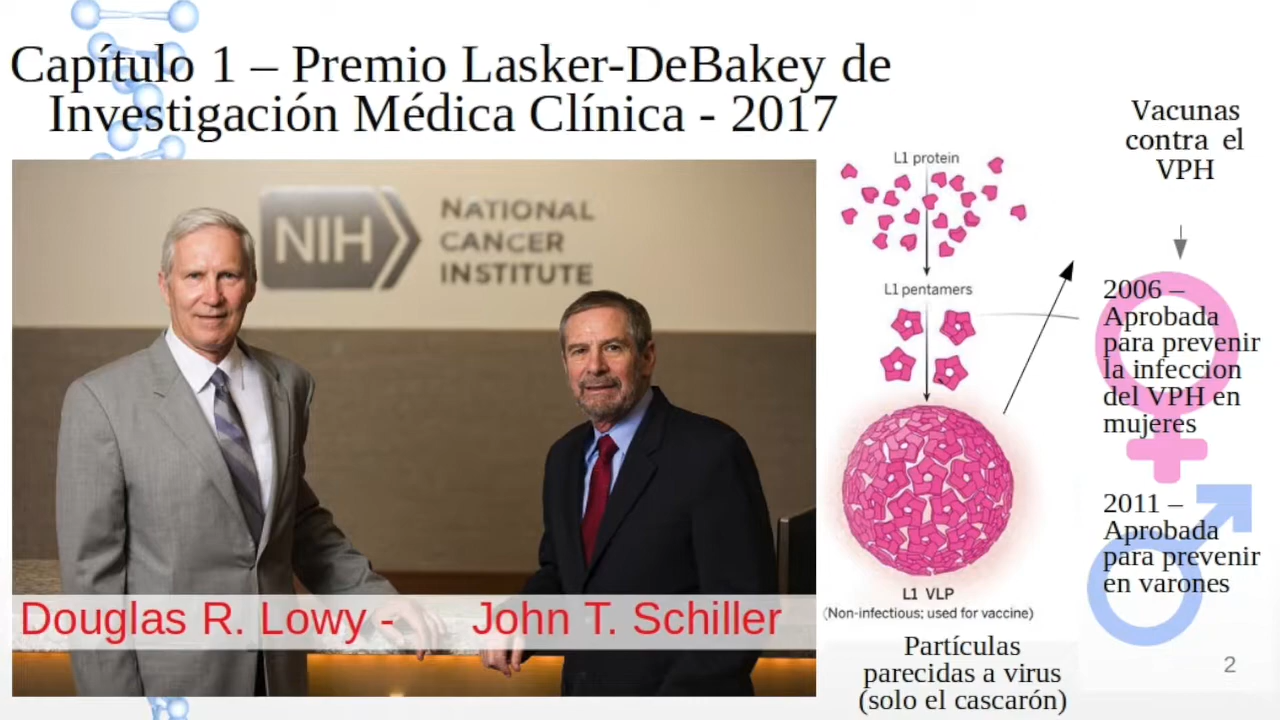 Capítulo 1 – Premio Lasker-DeBakey de
Investigación Médica Clínica - 2017
NIH
NATIONAL
CANCER
INSTITUTE
Douglas R. Lowy -
John T. Schiller
L1 protein
L1 pentamers
L1 VLP
(Non-infectious; used for vaccine)
Partículas
parecidas a virus
(solo el cascarón)
Vacunas
contra el
VPH
2006 –
Aprobada
para prevenir
la infeccion
del VPH en
mujeres
2011 –
Aprobada
para prevenir
en varones
2